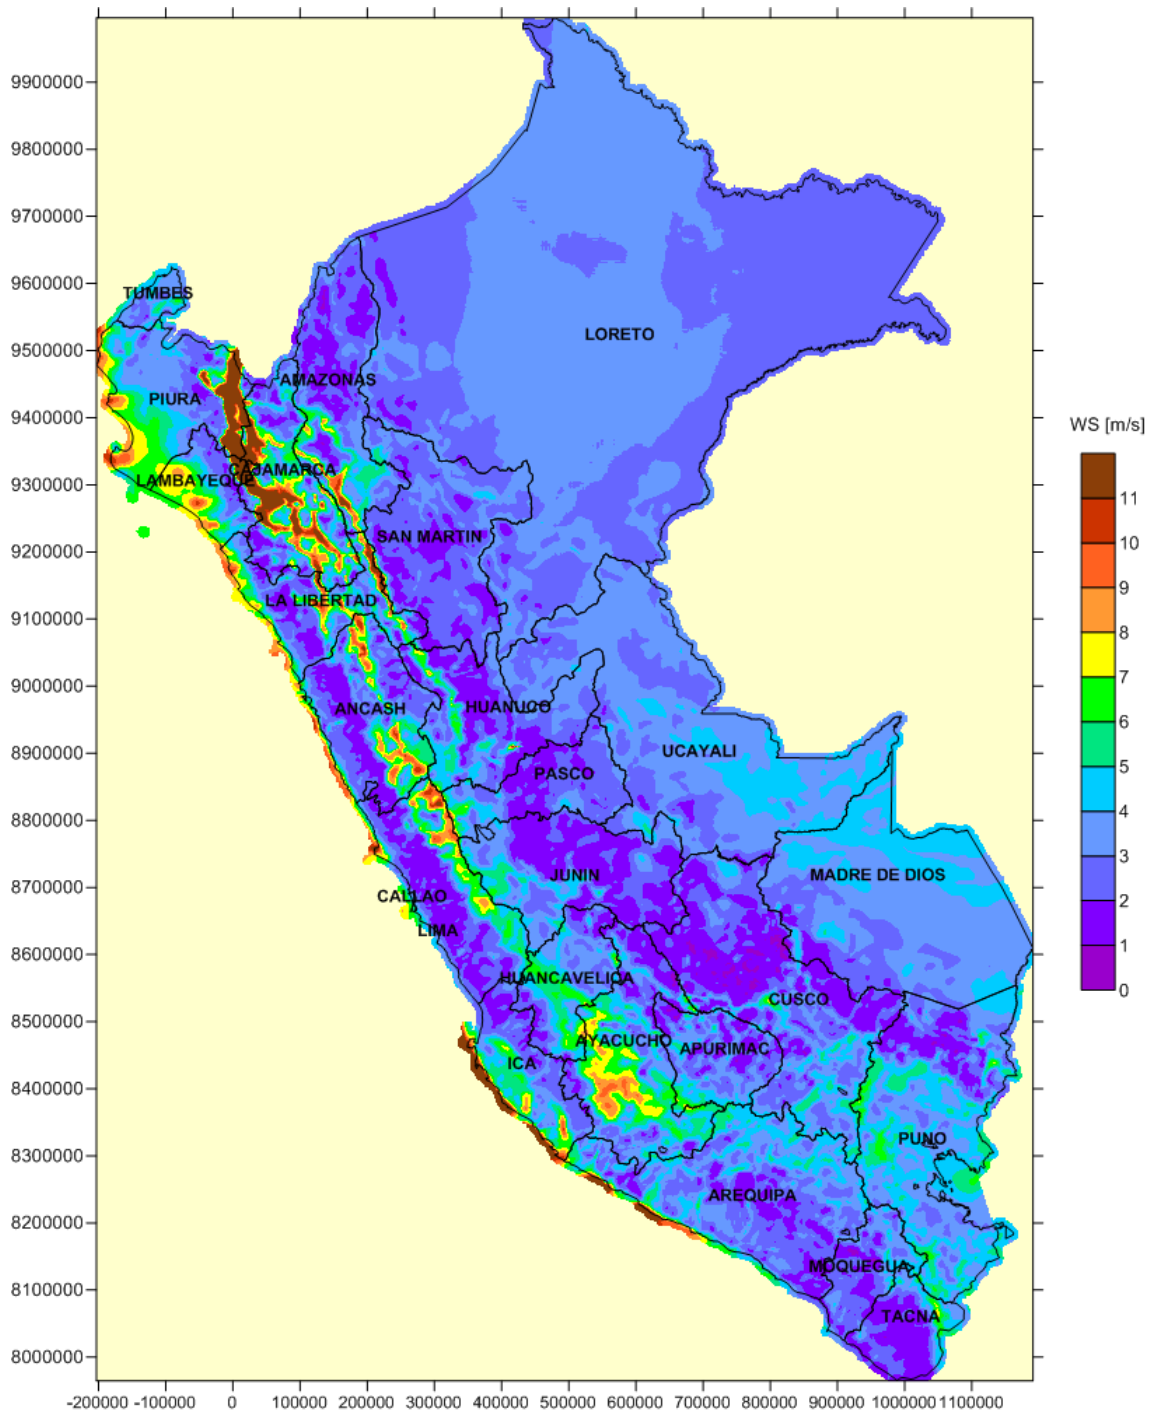 9900000
9800000
9700000
9600000
9500000
9400000
9300000
9200000
9100000
9000000
8900000
8800000
8700000
8600000
8500000
8400000
8300000
8200000
8100000
8000000
TUMBES
LORETO
AMAZONAS
PIURA
CAJAMARCA
LAMBAYEQUE
SAN MARTIN
LA LIBERTAD
ANCASH
HUANUCO
UCAYALI
PASCO
JUNIN
MADRE DE DIOS
CALLAO
LIMA
HUANCAVELICA
CUSCO
AYACUCHO
APURIMAC
ICA
PUNO
AREQUIPA
MOQUEGUA
TACNA
WS [m/s]
11
10
9
8
7
6
5
4
3
2
1
0
-200000 -100000 0 100000 200000 300000 400000 500000 600000 700000 800000 900000 1000000 1100000